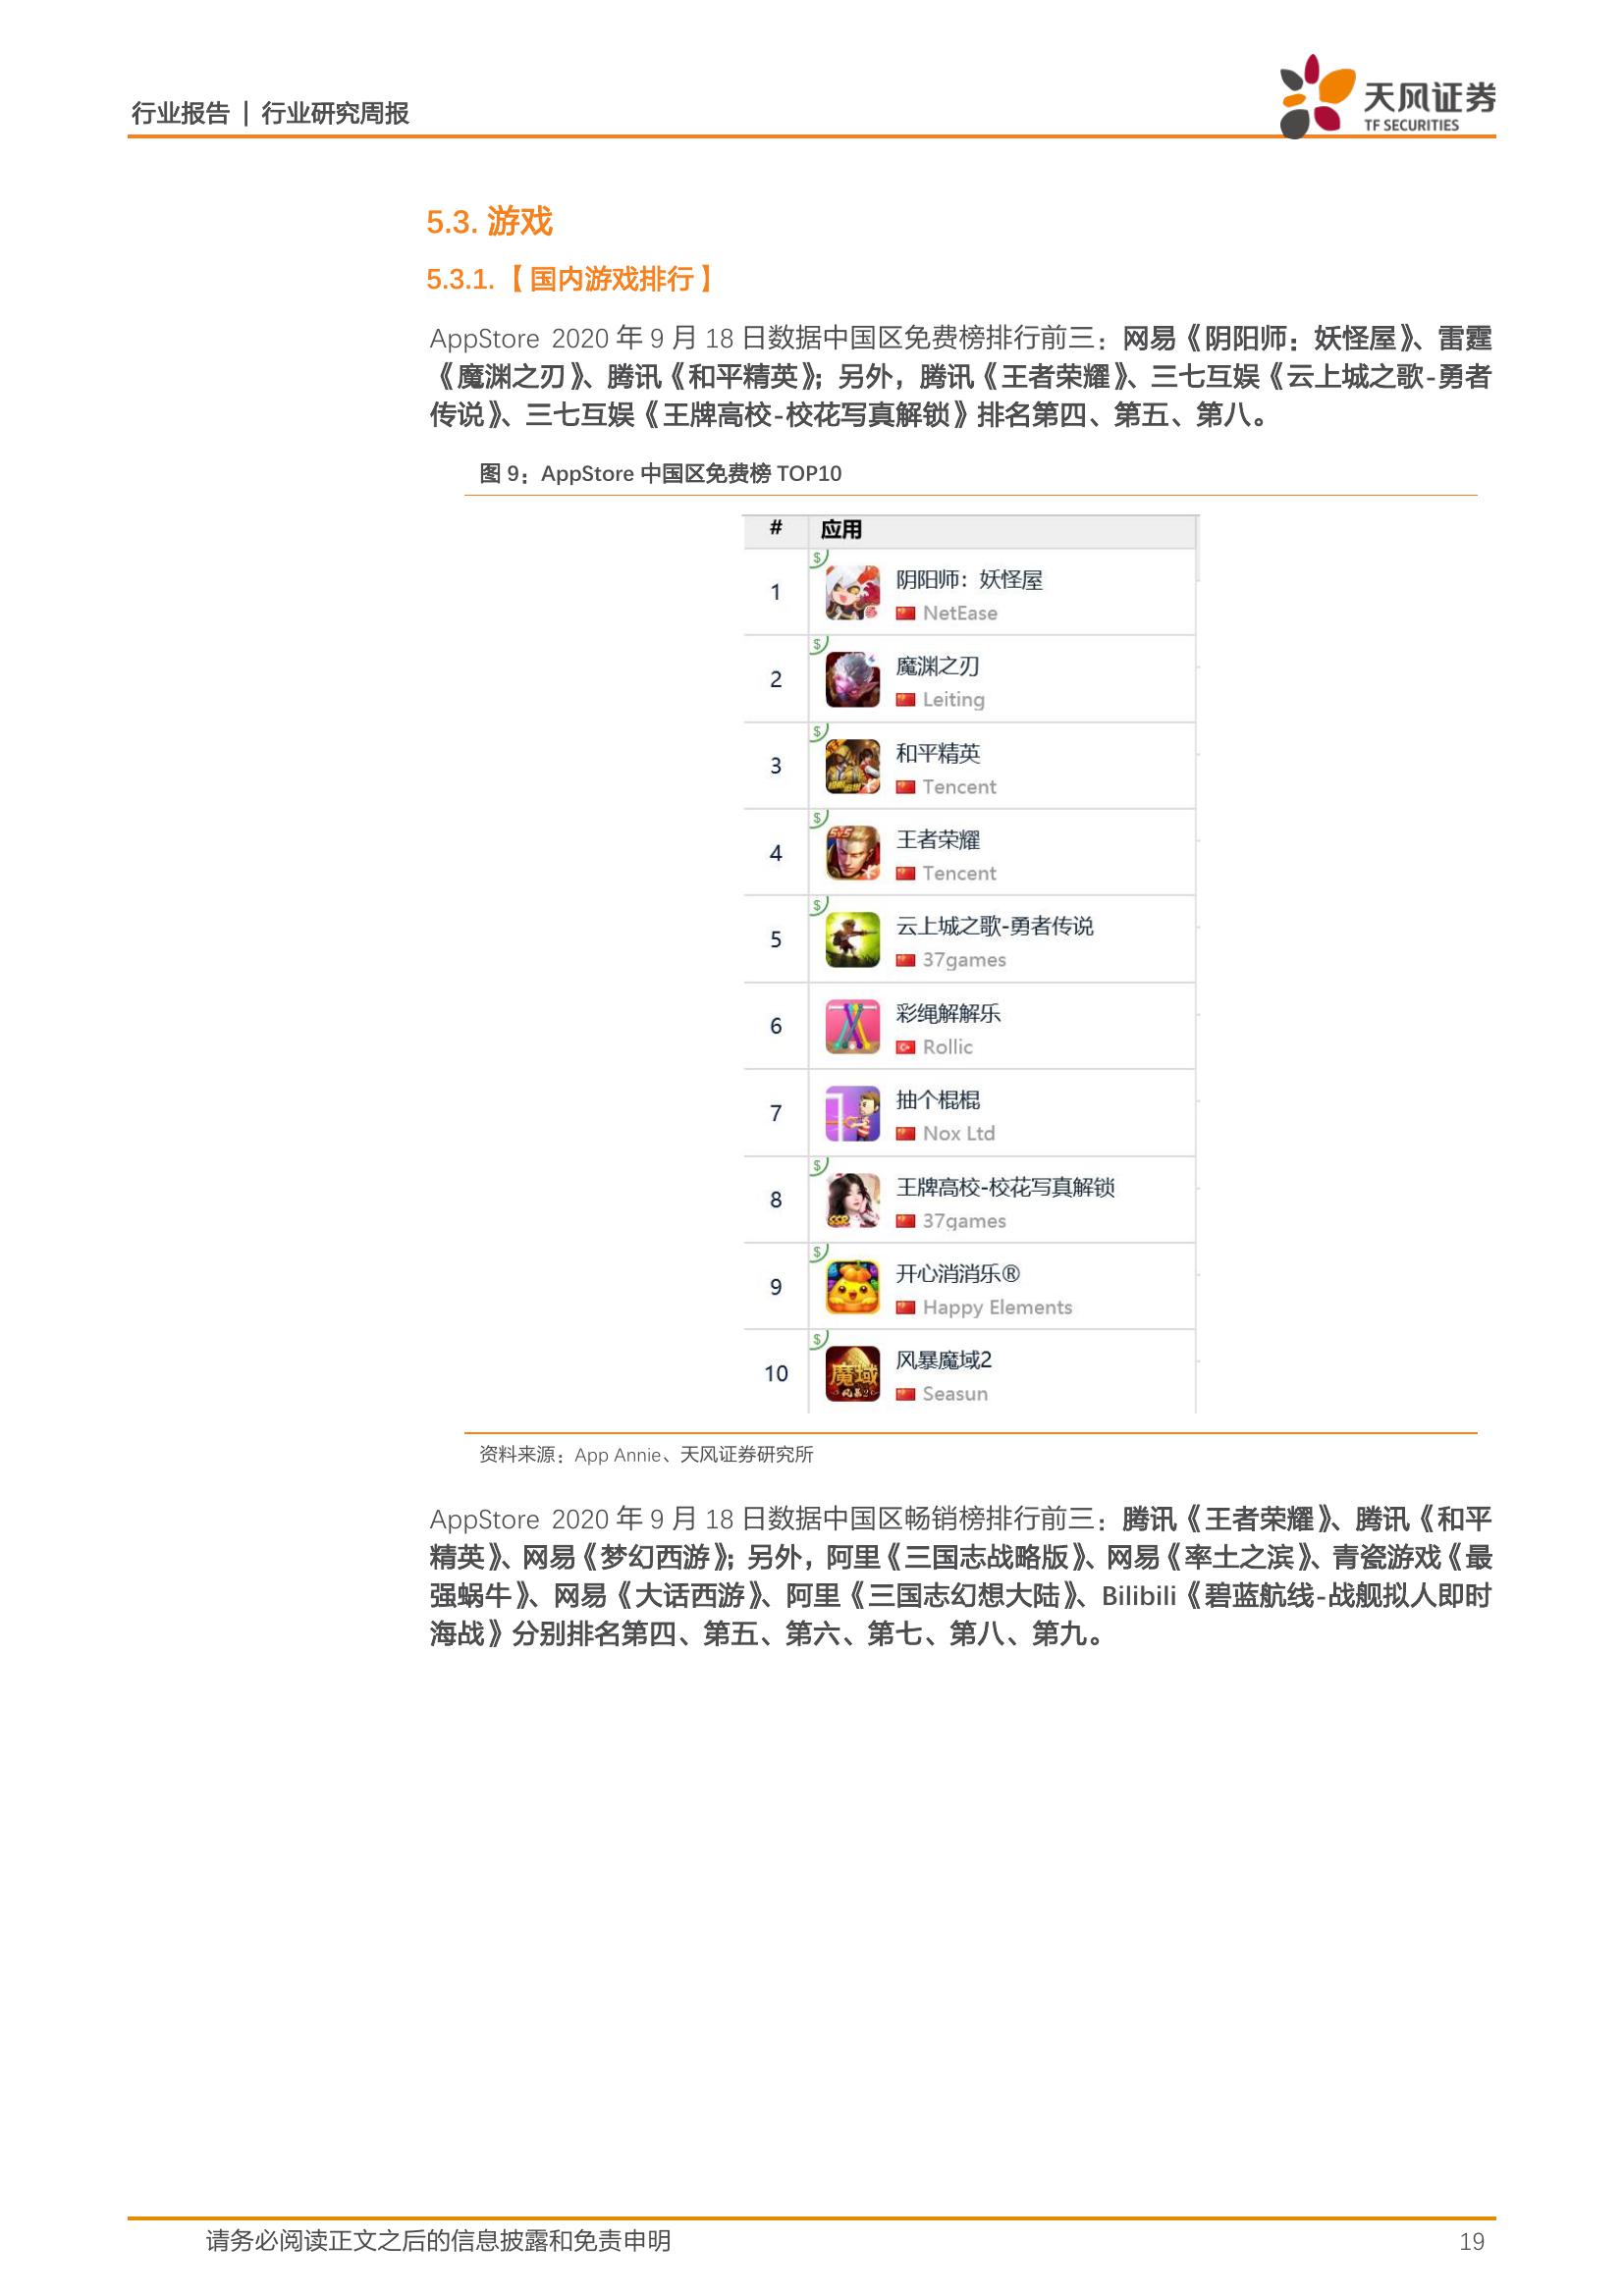 行业报告 | 行业研究周报
天风证券
TF SECURITIES
5.3. 游戏
5.3.1.【国内游戏排行】
AppStore 2020 年 9 月 18 日数据中国区免费榜排行前三：网易《阴阳师：妖怪屋》、雷霆
《魔渊之刃》、腾讯《和平精英》；另外，腾讯《王者荣耀》、三七互娱《云上城之歌-勇者
传说》、三七互娱《王牌高校-校花写真解锁》排名第四、第五、第八。
图 9：AppStore 中国区免费榜 TOP10
# 应用
1 阴阳师：妖怪屋
NetEase
2 魔渊之刃
Leiting
3 和平精英
Tencent
4 王者荣耀
Tencent
5 云上城之歌-勇者传说
37games
6 彩绳解解乐
Rollic
7 抽个棍棍
Nox Ltd
8 王牌高校-校花写真解锁
37games
9 开心消消乐®
Happy Elements
10 风暴魔域2
Seasun
资料来源：App Annie、天风证券研究所
AppStore 2020 年 9 月 18 日数据中国区畅销榜排行前三：腾讯《王者荣耀》、腾讯《和平
精英》、网易《梦幻西游》；另外，阿里《三国志战略版》、网易《率土之滨》、青瓷游戏《最
强蜗牛》、网易《大话西游》、阿里《三国志幻想大陆》、Bilibili《碧蓝航线-战舰拟人即时
海战》分别排名第四、第五、第六、第七、第八、第九。
请务必阅读正文之后的信息披露和免责申明 19